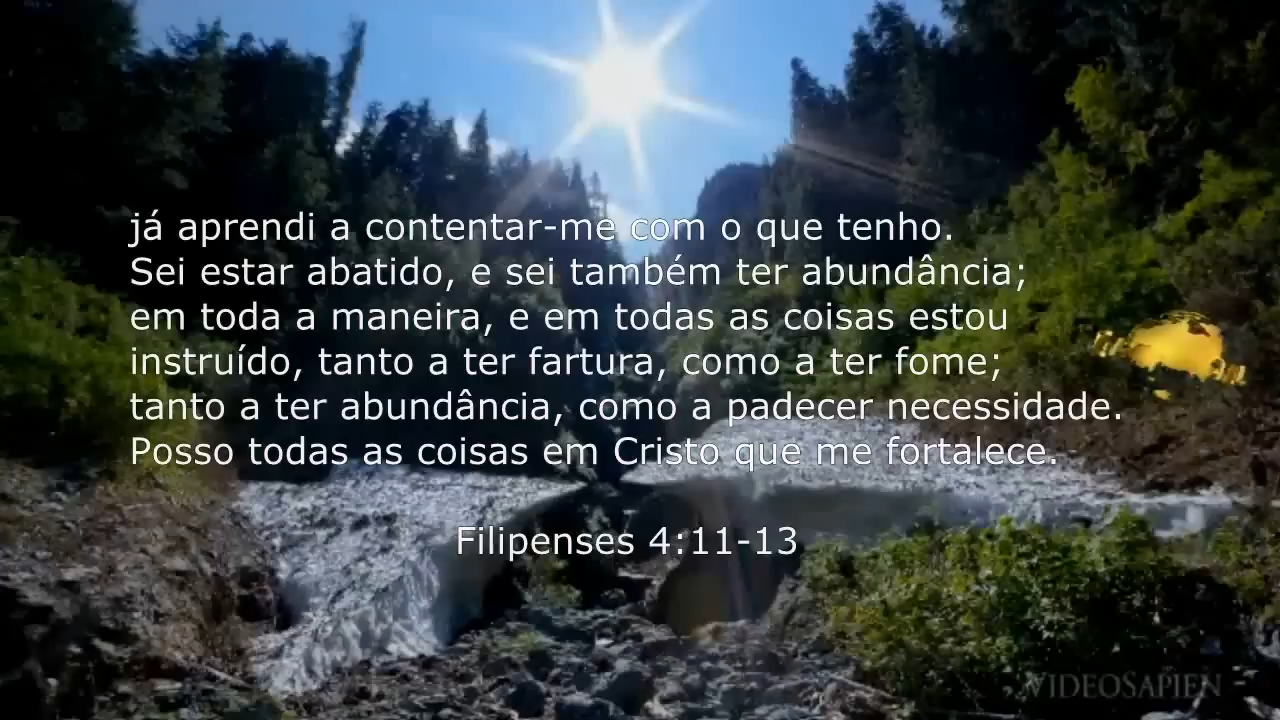 já aprendi a contentar-me com o que tenho.
Sei estar abatido, e sei também ter abundância;
em toda a maneira, e em todas as coisas estou
instruído, tanto a ter fartura, como a ter fome;
tanto a ter abundância, como a padecer necessidade.
Posso todas as coisas em Cristo que me fortalece.
Filipenses 4:11-13
VIDEOSAPIEN